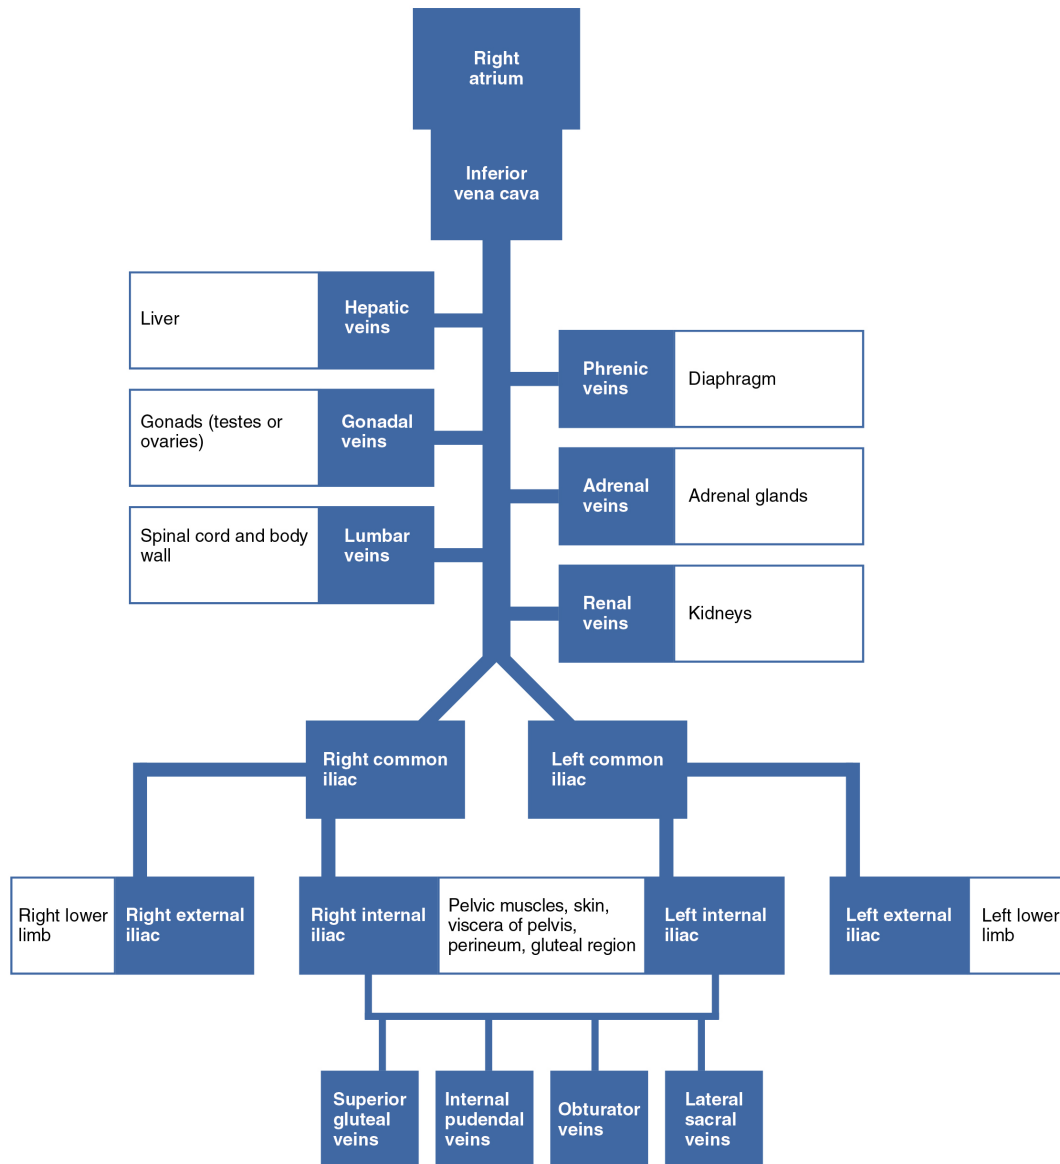 Right
atrium
Inferior
vena cava
Liver
Hepatic
veins
Phrenic
veins
Diaphragm
Gonads (testes or
ovaries)
Gonadal
veins
Adrenal
veins
Adrenal glands
Spinal cord and body
wall
Lumbar
veins
Renal
veins
Kidneys
Right common
iliac
Left common
iliac
Right lower
limb
Right external
iliac
Right internal
iliac
Pelvic muscles, skin,
viscera of pelvis,
perineum, gluteal region
Left internal
iliac
Left external
iliac
Left lower
limb
Superior
gluteal
veins
Internal
pudendal
veins
Obturator
veins
Lateral
sacral
veins